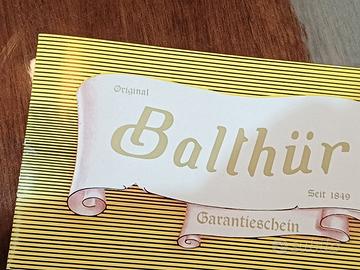 Original
Balthür
Seit 1849
Garantieschein